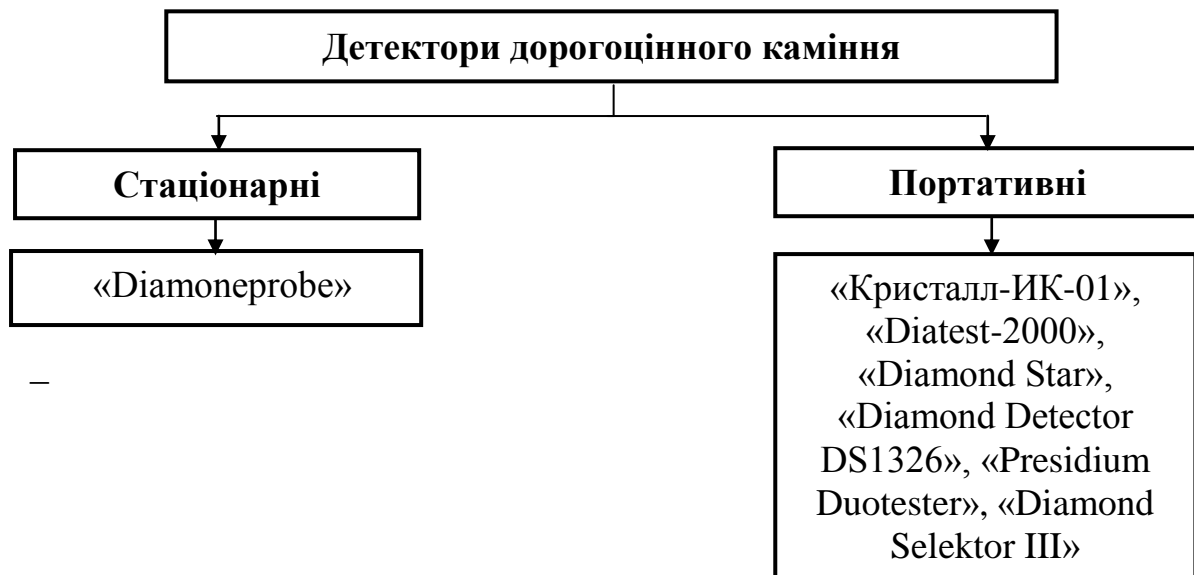 Детектори дорогоцінного каміння
Стаціонарні
Портативні
«Diamoneprobe»
«Кристалл-ИК-01»,
«Diatest-2000»,
«Diamond Star»,
«Diamond Detector
DS1326», «Presidium
Duotester», «Diamond
Selektor III»
–